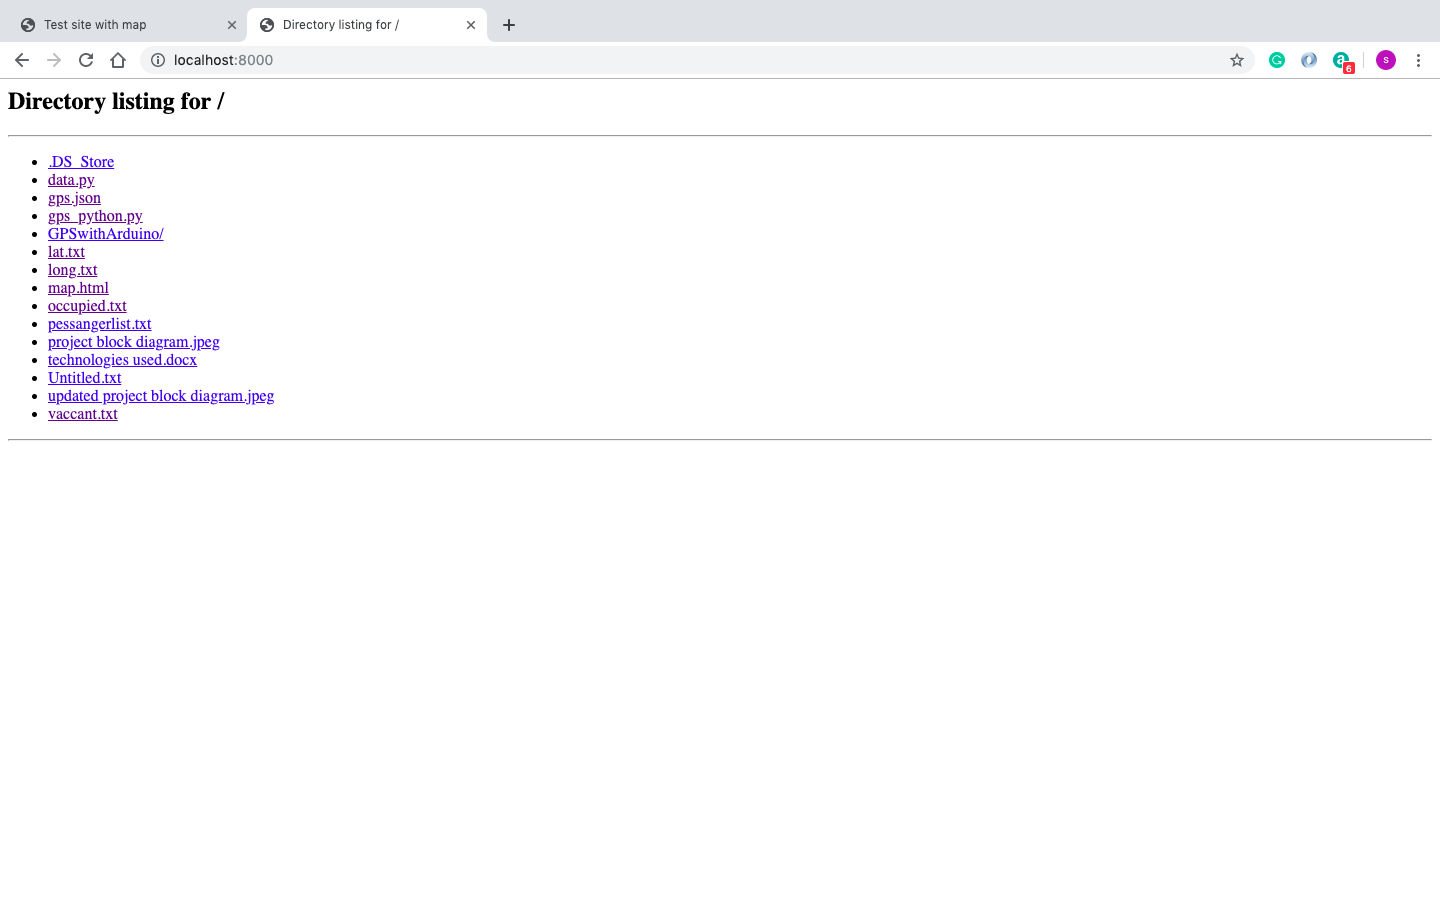 Test site with map
Directory listing for /
localhost:8000
6
s
Directory listing for /
.DS_Store
data.py
gps.json
gps_python.py
GPSwithArduino/
lat.txt
long.txt
map.html
occupied.txt
pessangerlist.txt
project block diagram.jpeg
technologies used.docx
Untitled.txt
updated project block diagram.jpeg
vaccant.txt